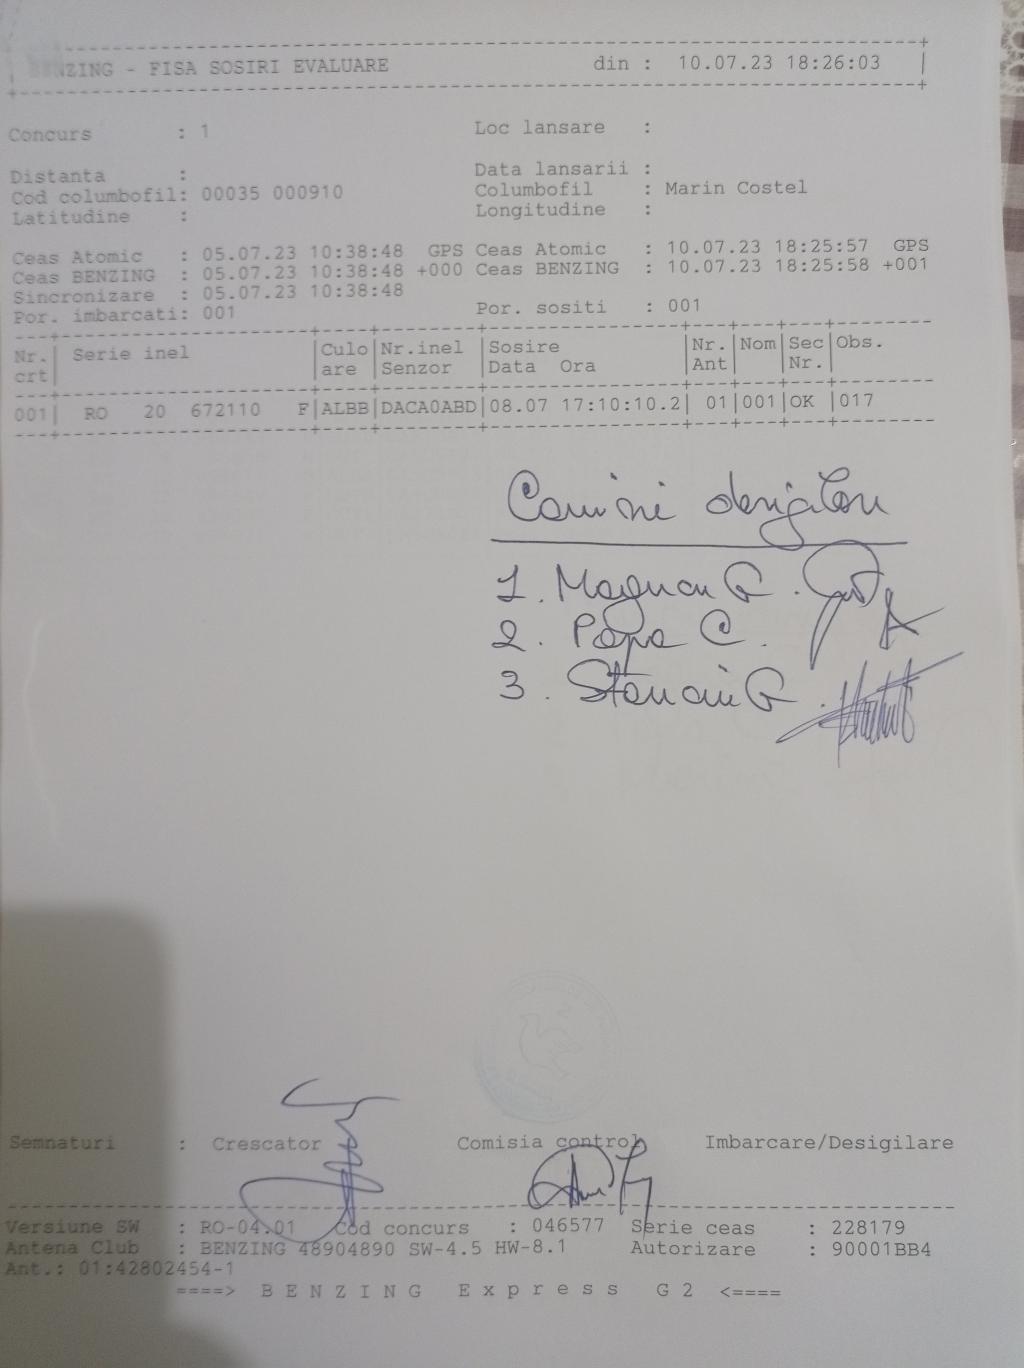 BENZING - FISA SOSIRI EVALUARE din : 10.07.23 18:26:03
Concurs : 1 Loc lansare :
Distanta : Data lansarii :
Cod columbofil: 00035 000910 Columbofil : Marin Costel
Latitudine : Longitudine :
Ceas Atomic : 05.07.23 10:38:48 GPS Ceas Atomic : 10.07.23 18:25:57 GPS
Ceas BENZING : 05.07.23 10:38:48 +000 Ceas BENZING : 10.07.23 18:25:58 +001
Sincronizare : 05.07.23 10:38:48
Por. imbarcati: 001 Por. sositi : 001
Nr.| Serie inel |Culo|Nr.inel |Sosire |Nr.|Nom|Sec|Obs.
crt| |are |Senzor |Data Ora |Ant| |Nr.|
001| RO 20 672110 F|ALBB|DACA0ABD|08.07 17:10:10.2| 01|001|OK |017
1. G.
2. Papa C.
3. G.
Semnaturi : Crescator Comisia control Imbarcare/Desigilare
Versiune SW : RO-04.01 Cod concurs : 046577 Serie ceas : 228179
Antena Club : BENZING 48904890 SW-4.5 HW-8.1 Autorizare : 90001BB4
Ant.: 01:42802454-1
====> B E N Z I N G E x p r e s s G 2 <====